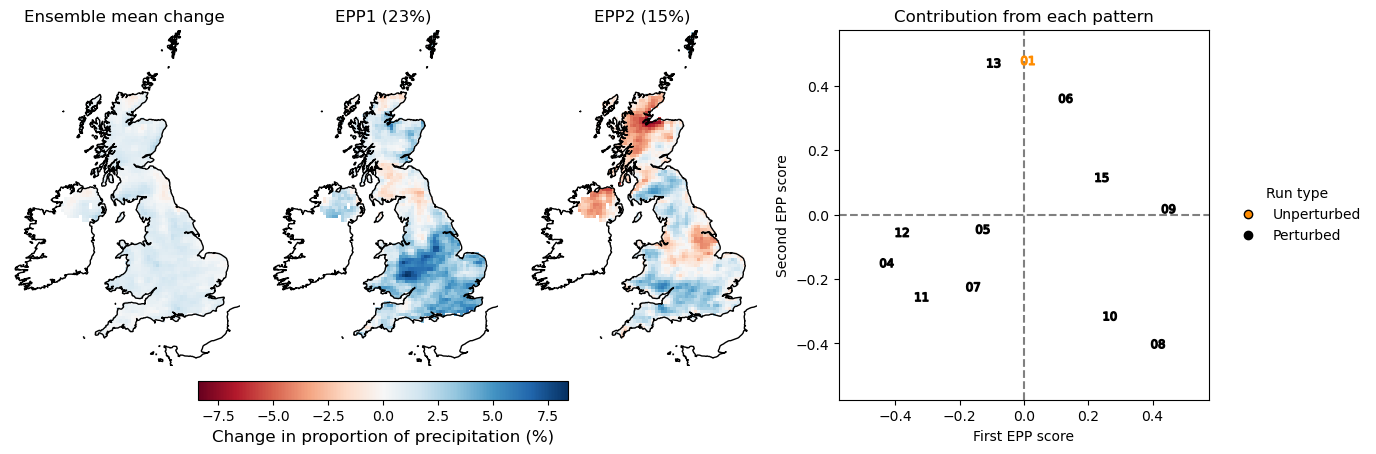 Ensemble mean change
EPP1 (23%)
EPP2 (15%)
Contribution from each pattern
−7.5 −5.0 −2.5 0.0 2.5 5.0 7.5
Change in proportion of precipitation (%)
Second EPP score
0.4
0.2
0.0
−0.2
−0.4
13
01
06
15
09
05
12
04
07
11
10
08
−0.4 −0.2 0.0 0.2 0.4
First EPP score
Run type
Unperturbed
Perturbed